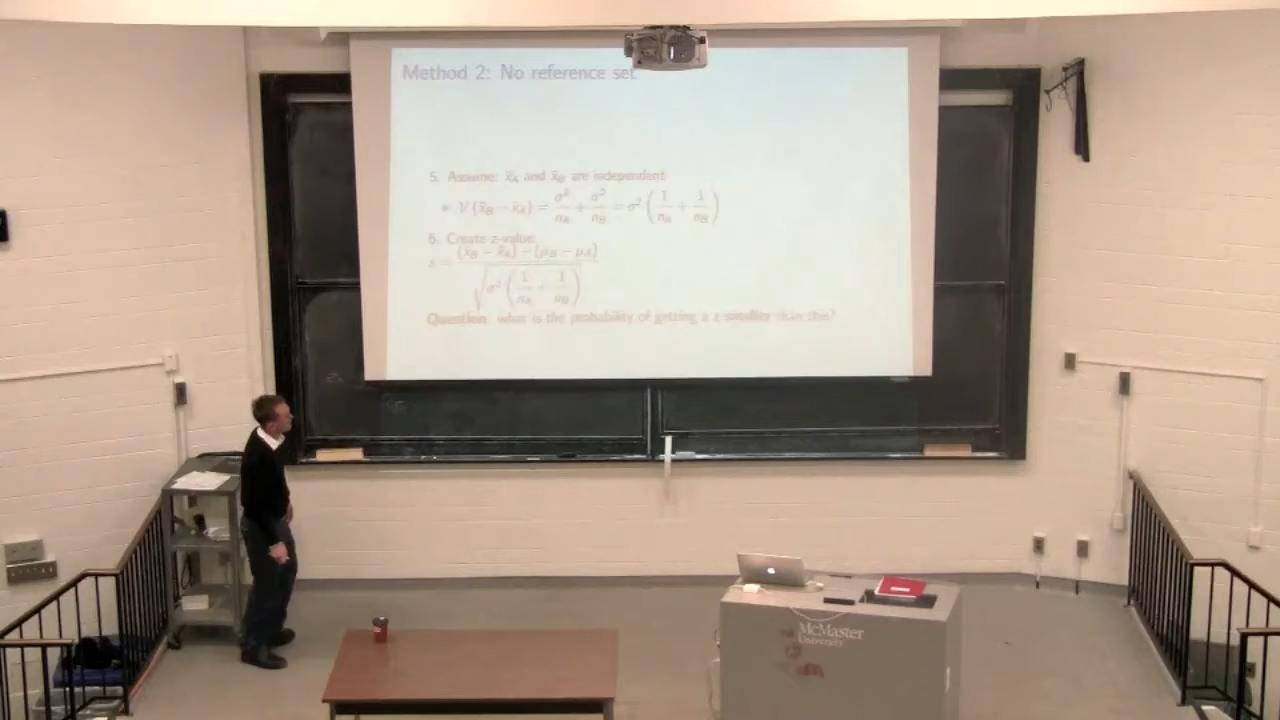 Method 2: No reference set
5. Assume: x̄_A and x̄_B are independent
V{x̄_B − x̄_A} = σ²/n_A + σ²/n_B = σ² (1/n_A + 1/n_B)
6. Create z-value:
z = ((x̄_B − x̄_A) − (μ_B − μ_A)) / √(σ² (1/n_A + 1/n_B))
Question what is the probability of getting a z smaller than this?
McMaster
University